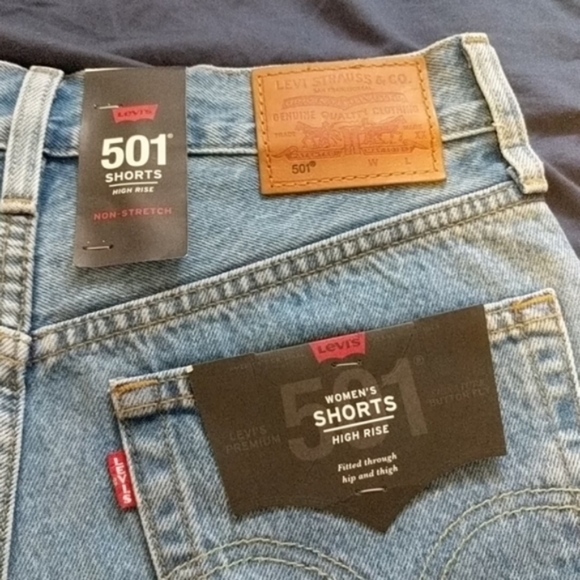 Levi's
501®
SHORTS
HIGH RISE
NON-STRETCH
LEVI STRAUSS & CO.
GENUINE QUALITY CLOTHING
501® W L
Levi's
501
WOMEN'S
SHORTS
HIGH RISE
LEVI'S
PREMIUM
Fitted through
hip and thigh
LEVI'S